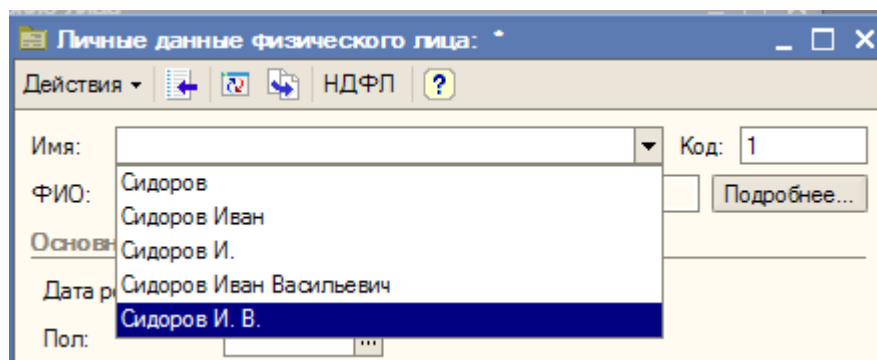 Личные данные физического лица: *
Действия НДФЛ ?
Имя: Код: 1
Сидоров
ФИО: Подробнее...
Сидоров Иван
Сидоров И.
Сидоров Иван Васильевич
Дата
Сидоров И. В.
Пол: ...